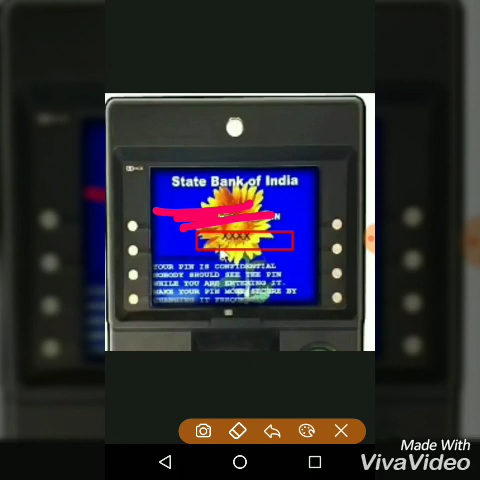 State Bank of India
N
XXXX
YOUR PIN IS CONFIDENTIAL
NOBODY SHOULD SEE THE PIN
WHILE YOU ARE ENTERING IT.
MAKE YOUR PIN MORE SECURE BY
CHANGING IT
Made With
VivaVideo